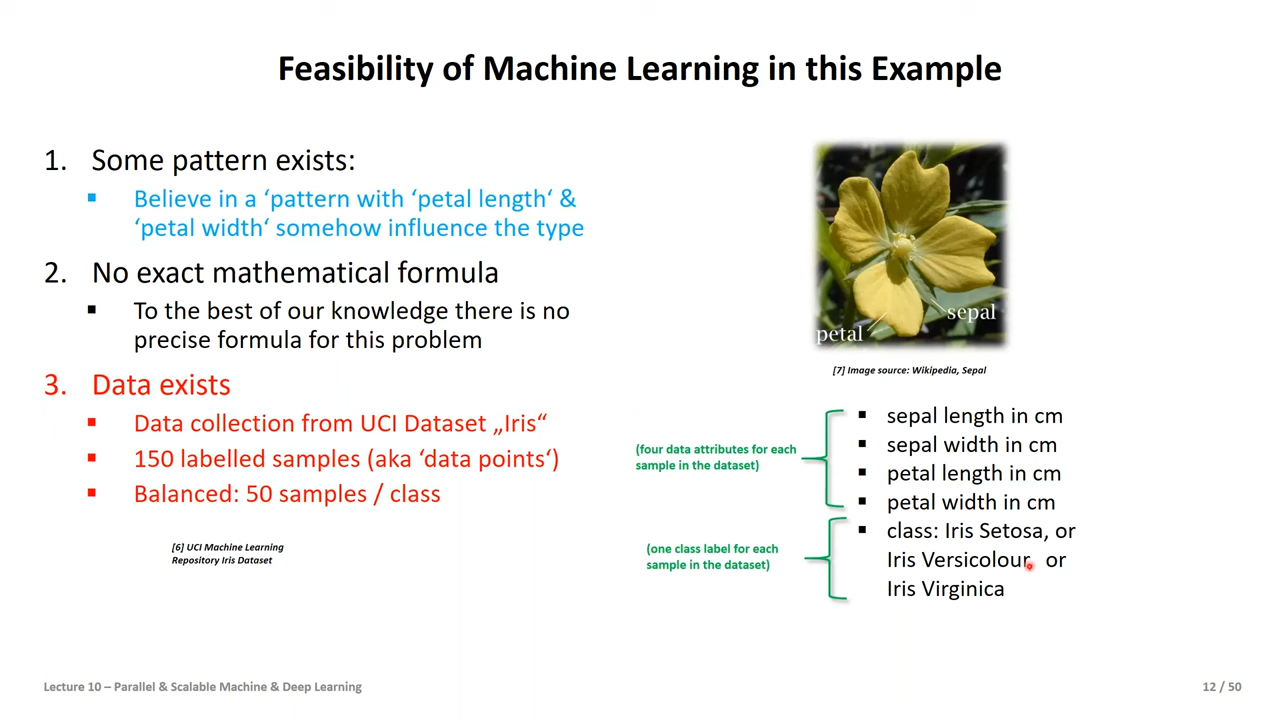 Feasibility of Machine Learning in this Example
1. Some pattern exists:
▪ Believe in a ‘pattern with ‘petal length‘ &
‘petal width‘ somehow influence the type
2. No exact mathematical formula
▪ To the best of our knowledge there is no
precise formula for this problem
3. Data exists
▪ Data collection from UCI Dataset „Iris“
▪ 150 labelled samples (aka ‘data points‘)
▪ Balanced: 50 samples / class
[6] UCI Machine Learning
Repository Iris Dataset
sepal
petal
[7] Image source: Wikipedia, Sepal
(four data attributes for each
sample in the dataset)
▪ sepal length in cm
▪ sepal width in cm
▪ petal length in cm
▪ petal width in cm
(one class label for each
sample in the dataset)
▪ class: Iris Setosa, or
Iris Versicolour, or
Iris Virginica
Lecture 10 – Parallel & Scalable Machine & Deep Learning
12 / 50